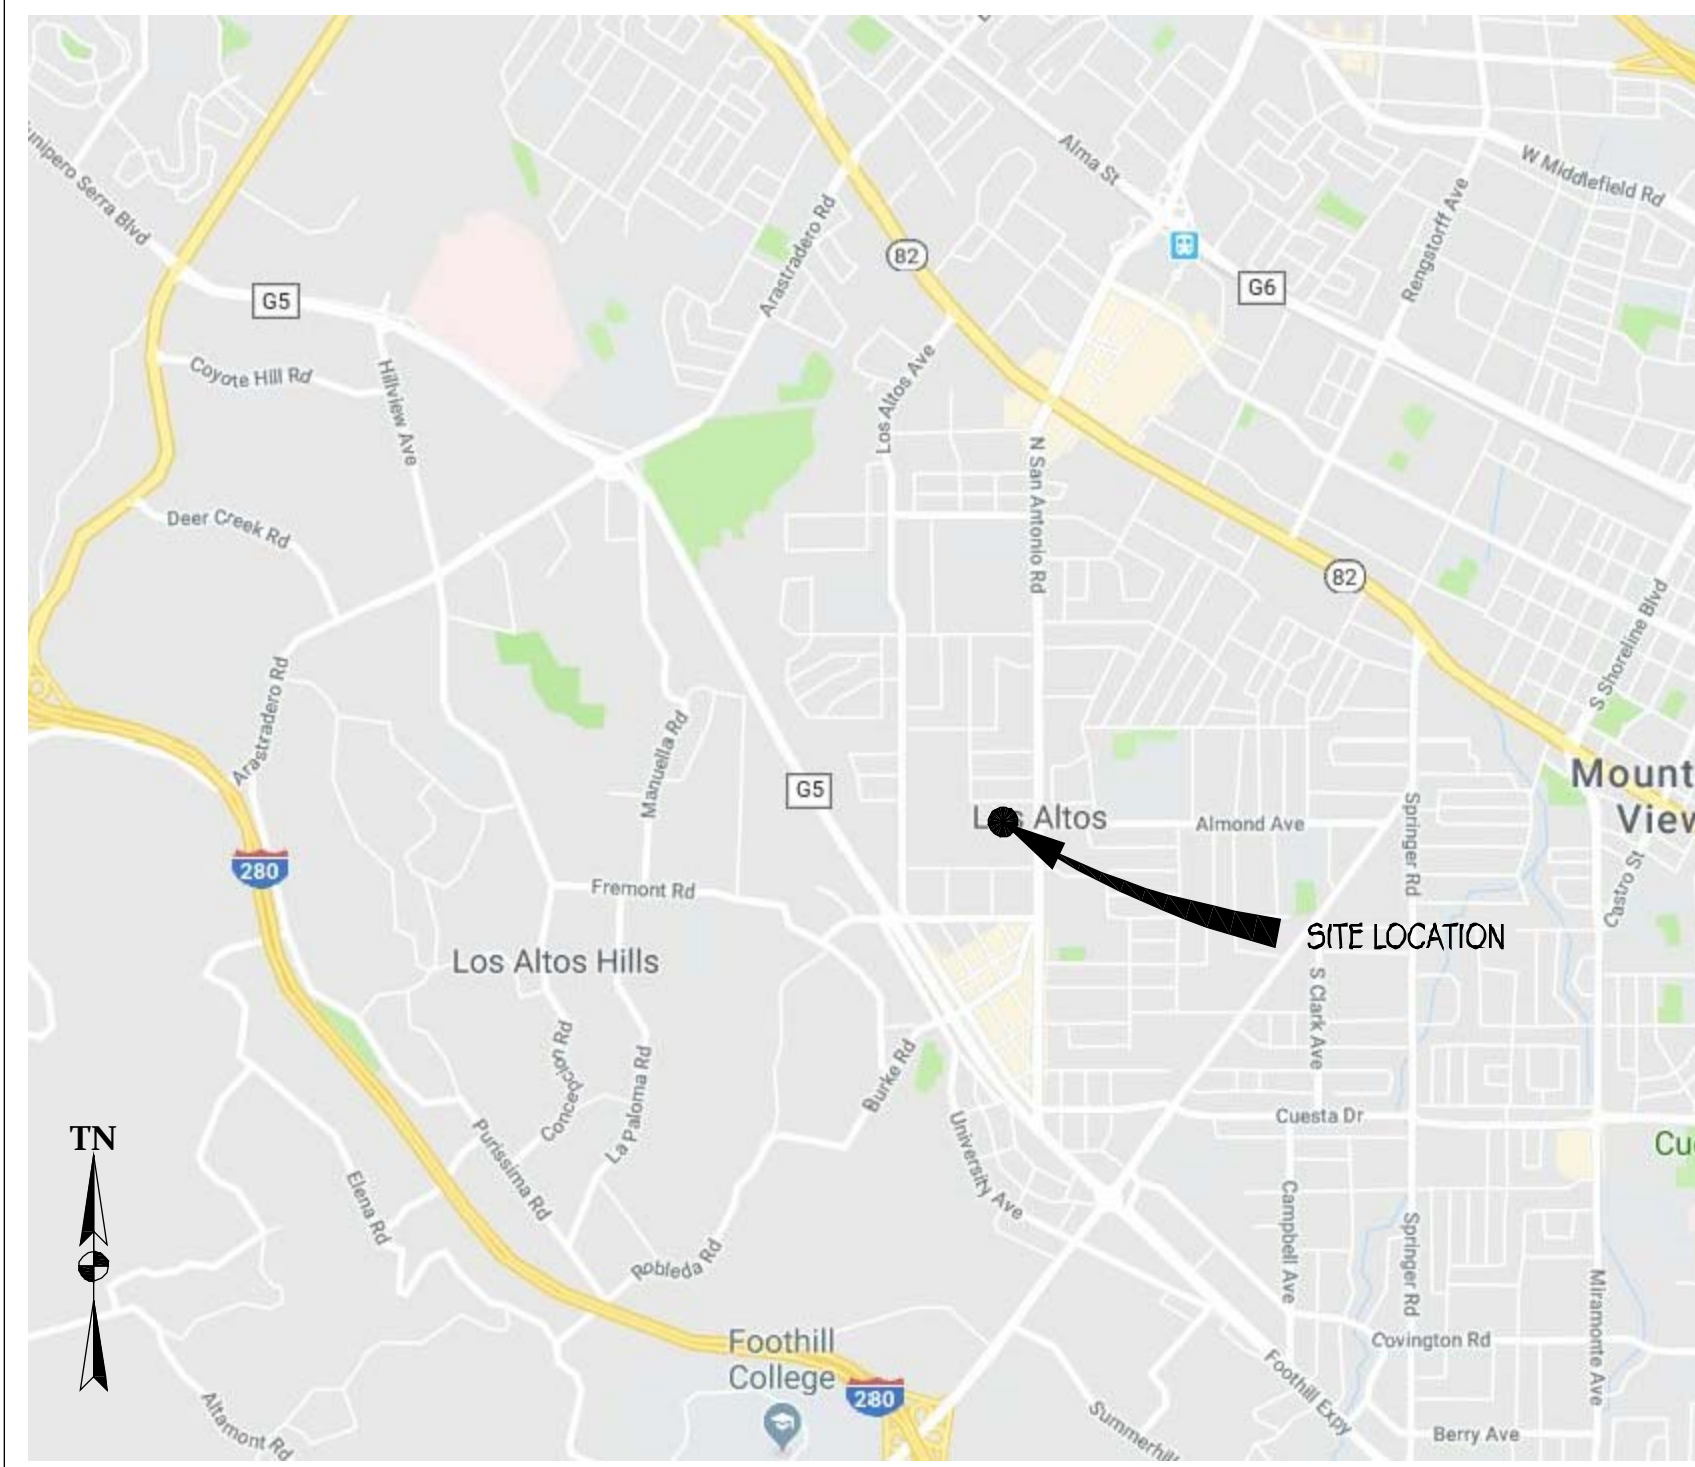 Alma St
W Middlefield Rd
unipero Serra Blvd
Rengstorff Ave
Arastradero Rd
82
G6
G5
Coyote Hill Rd
Hillview Ave
Los Altos Ave
N San Antonio Rd
Deer Creek Rd
82
S Shoreline Blvd
Arastradero Rd
Manuella Rd
G5
Mount
View
Los Altos
Almond Ave
Springer Rd
280
Fremont Rd
Castro St
SITE LOCATION
Los Altos Hills
S Clark Ave
Concepcion Rd
La Paloma Rd
Burke Rd
TN
Purissima Rd
University Ave
Cuesta Dr
Cu
Elena Rd
Campbell Ave
Springer Rd
Robleda Rd
Miramonte Ave
Foothill
College
280
Covington Rd
Foothill Expy
Altamont Rd
Summerhill
Berry Ave